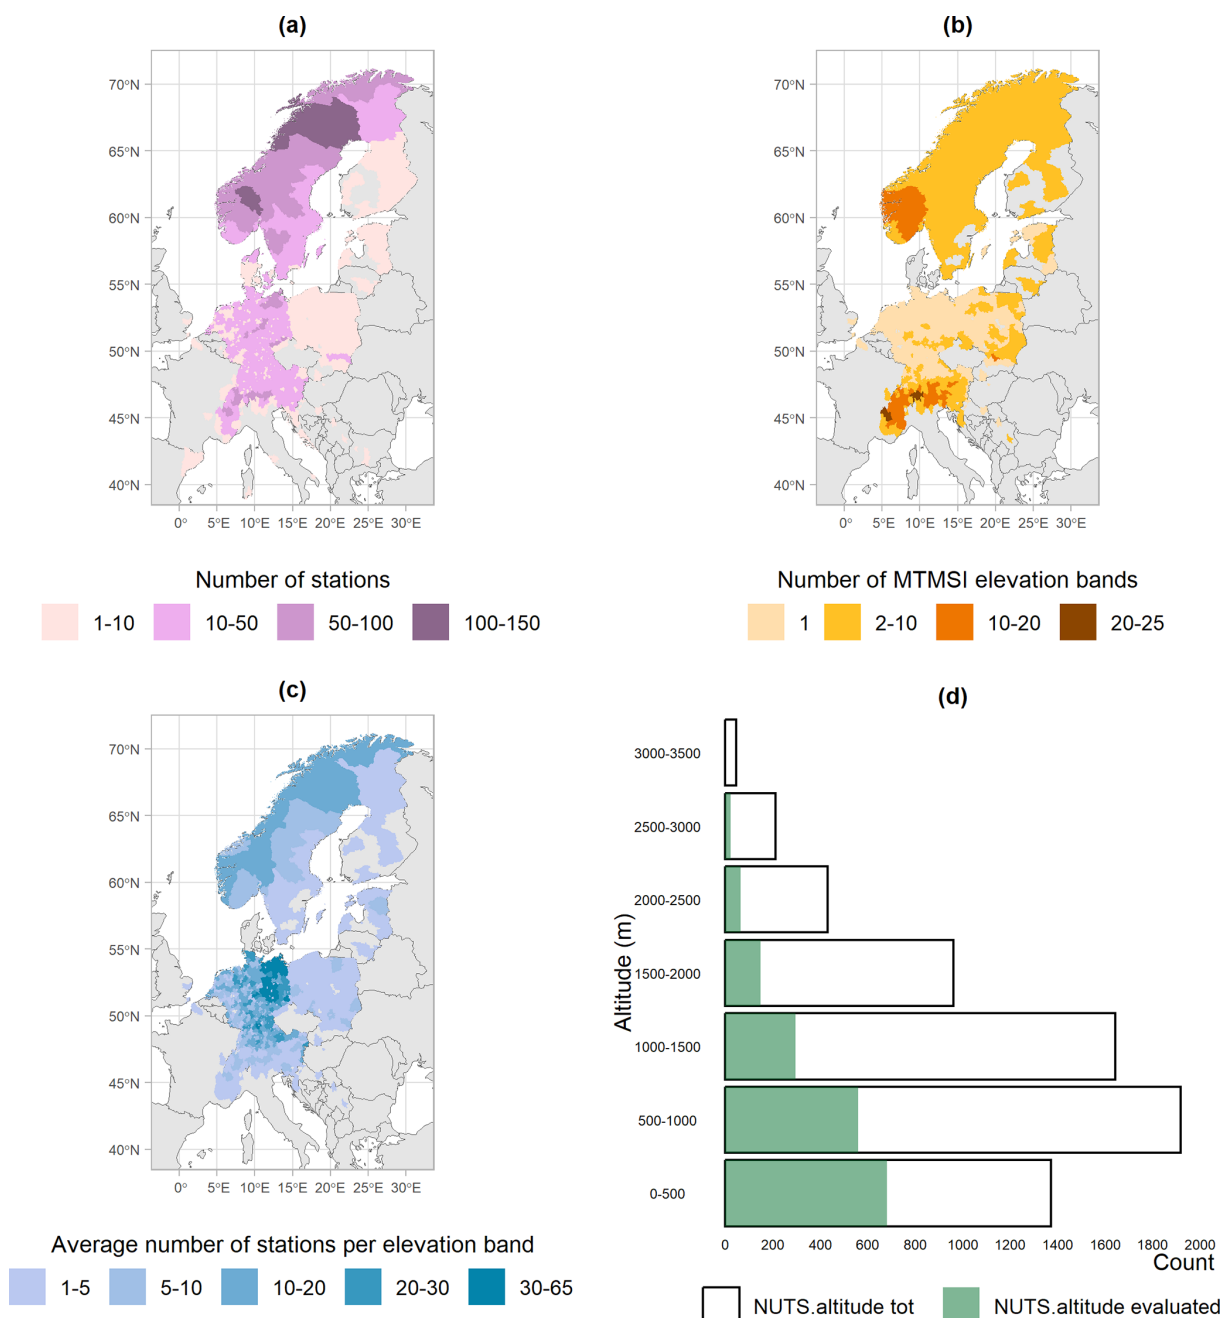 (a)
70°N
65°N
60°N
55°N
50°N
45°N
40°N
0° 5°E 10°E 15°E 20°E 25°E 30°E
Number of stations
1-10 10-50 50-100 100-150
(b)
70°N
65°N
60°N
55°N
50°N
45°N
40°N
0° 5°E 10°E 15°E 20°E 25°E 30°E
Number of MTMSI elevation bands
1 2-10 10-20 20-25
(c)
70°N
65°N
60°N
55°N
50°N
45°N
40°N
0° 5°E 10°E 15°E 20°E 25°E 30°E
Average number of stations per elevation band
1-5 5-10 10-20 20-30 30-65
(d)
Altitude (m)
3000-3500
2500-3000
2000-2500
1500-2000
1000-1500
500-1000
0-500
0 200 400 600 800 1000 1200 1400 1600 1800 2000
Count
NUTS.altitude tot NUTS.altitude evaluated